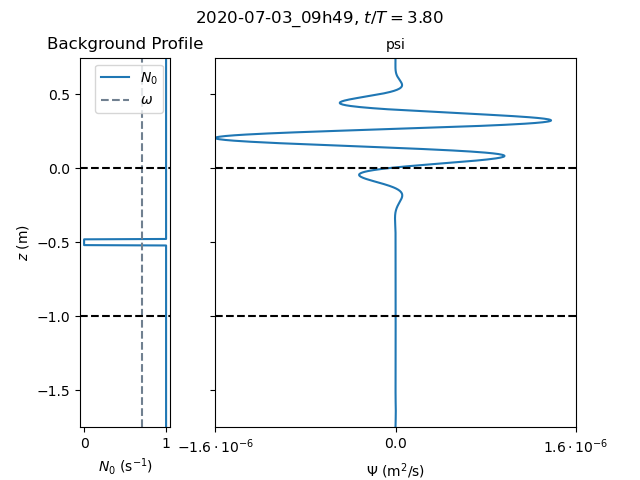 2020-07-03_09h49, t/T = 3.80
Background Profile
psi
N₀
ω
0.5
0.0
−0.5
−1.0
−1.5
z (m)
0
1
−1.6 · 10⁻⁶
0.0
1.6 · 10⁻⁶
N₀ (s⁻¹)
Ψ (m²/s)